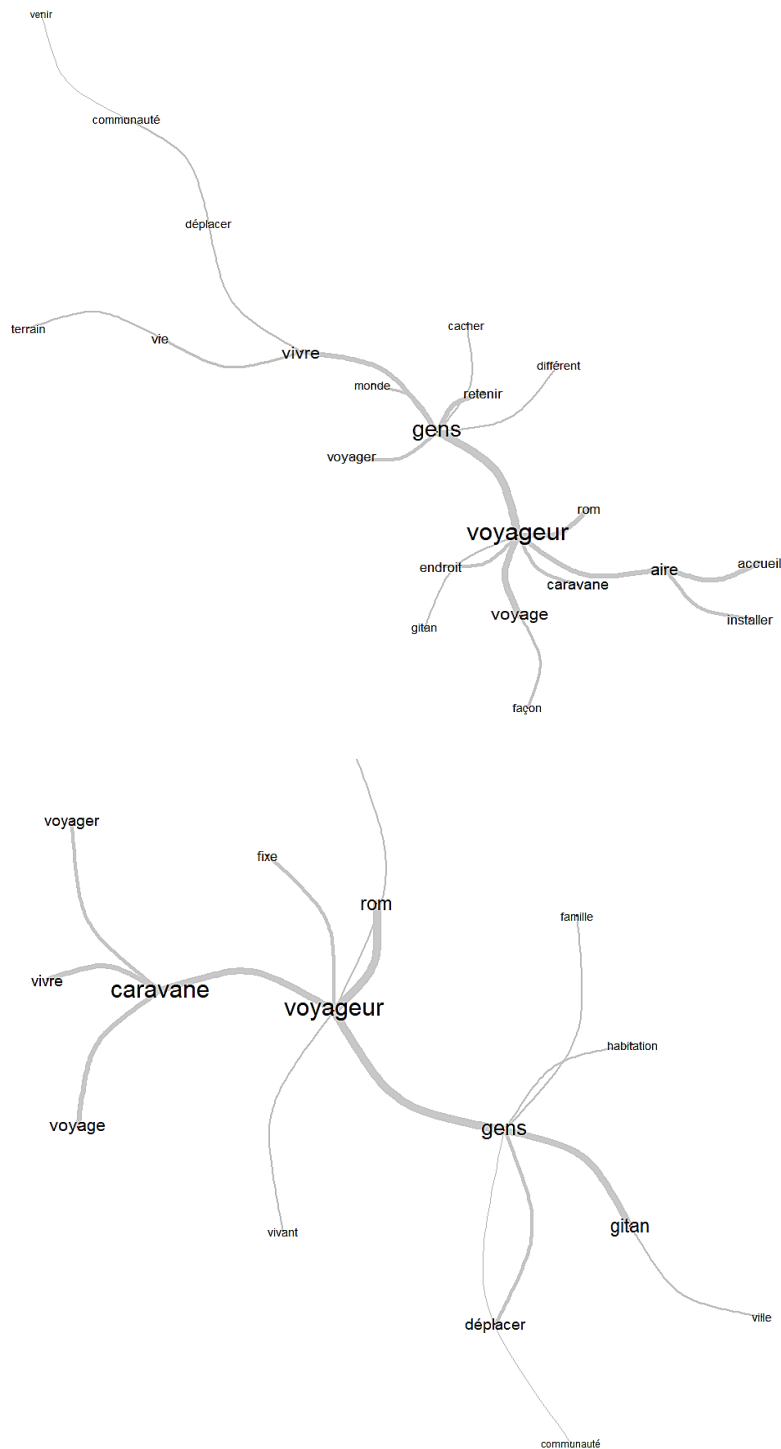 venir
communauté
déplacer
terrain
vie
vivre
cacher
différent
monde
retenir
gens
voyager
rom
voyageur
endroit
aire
accueil
caravane
voyage
installer
gitan
façon
voyager
fixe
rom
famille
vivre
caravane
voyageur
habitation
voyage
gens
vivant
gitan
déplacer
ville
communauté